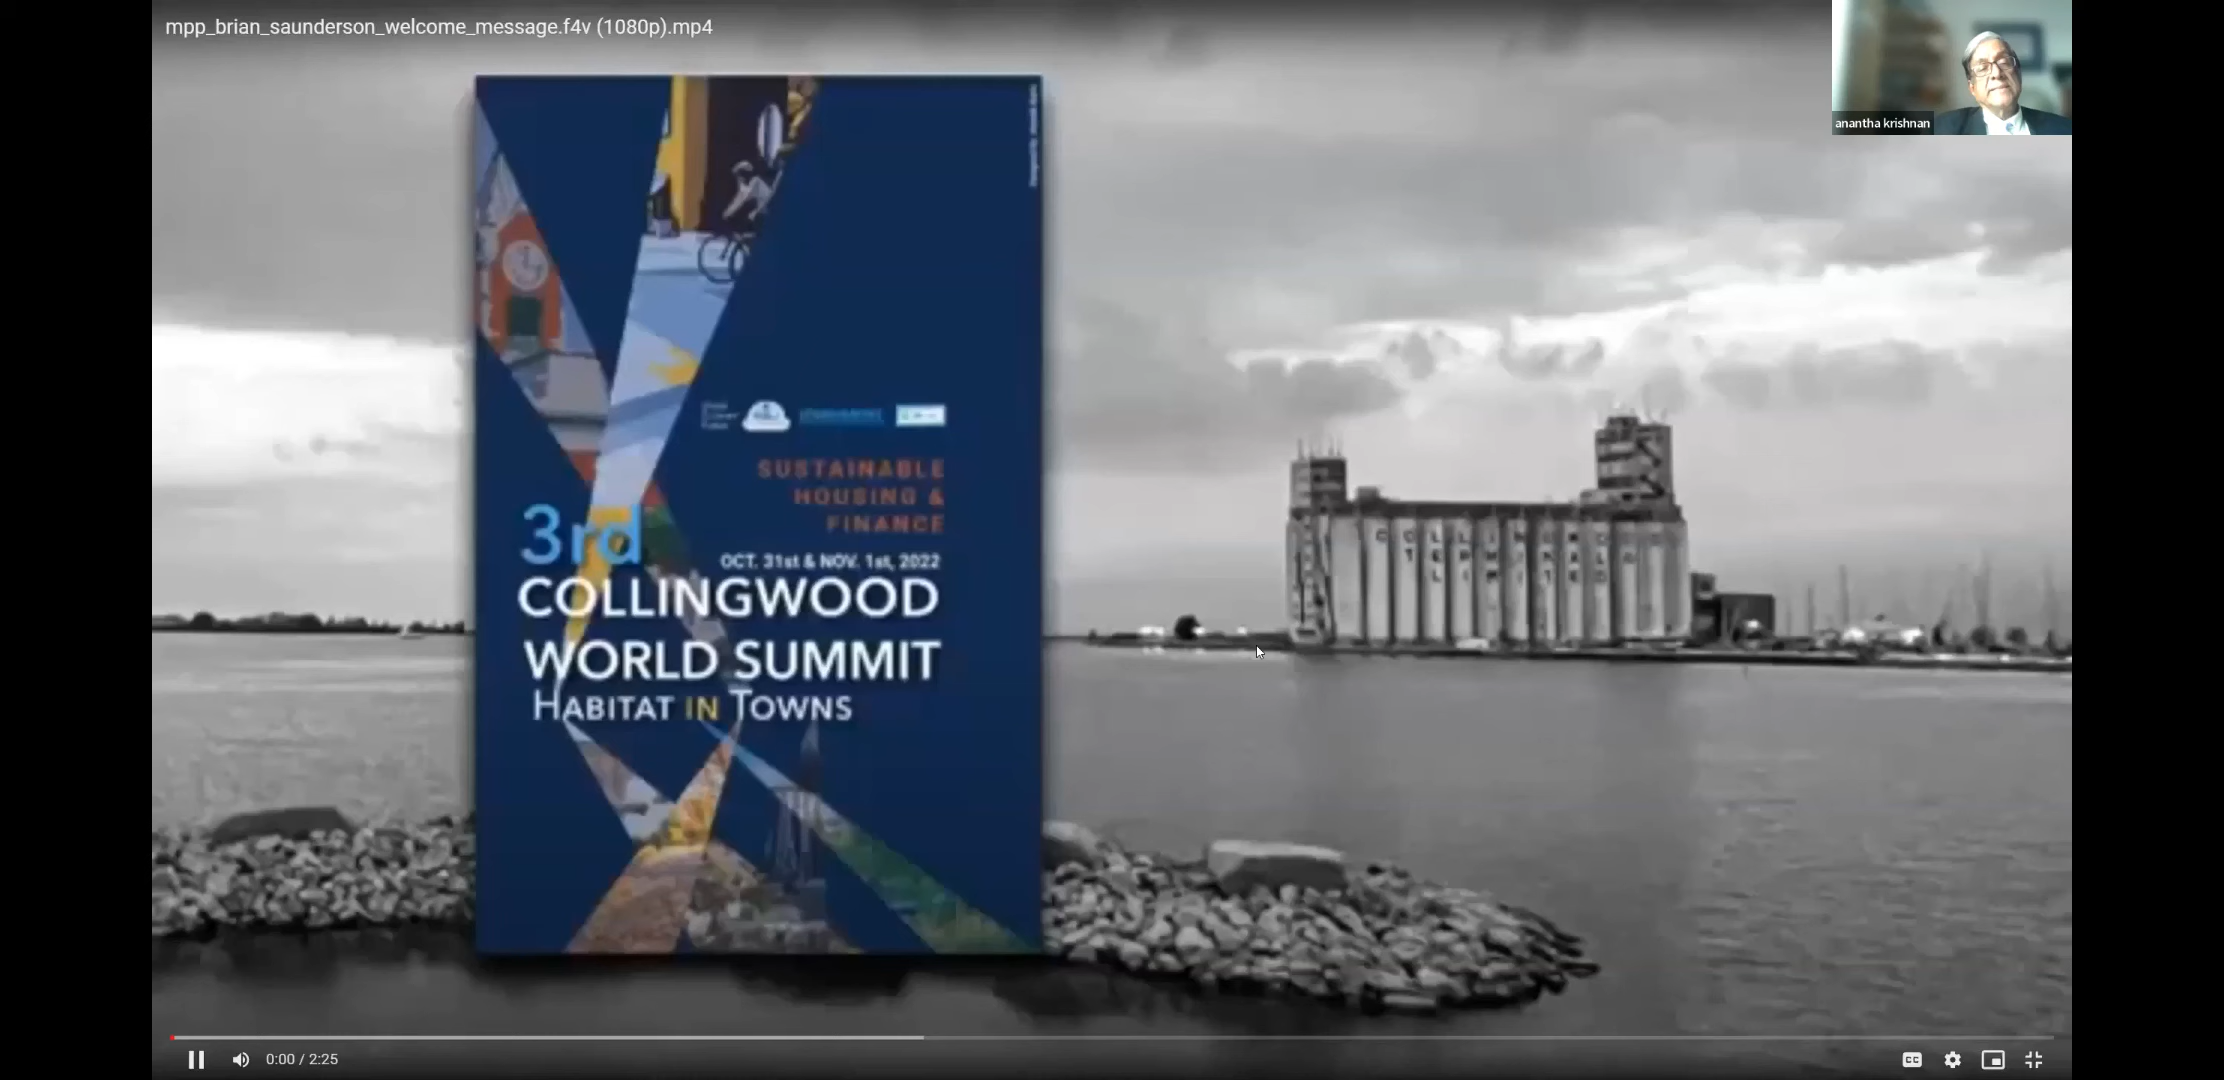 mpp_brian_saunderson_welcome_message.f4v (1080p).mp4
anantha krishnan
SUSTAINABLE
HOUSING &
FINANCE
3rd
OCT. 31st & NOV. 1st, 2022
COLLINGWOOD
WORLD SUMMIT
HABITAT IN TOWNS
0:00 / 2:25
CC